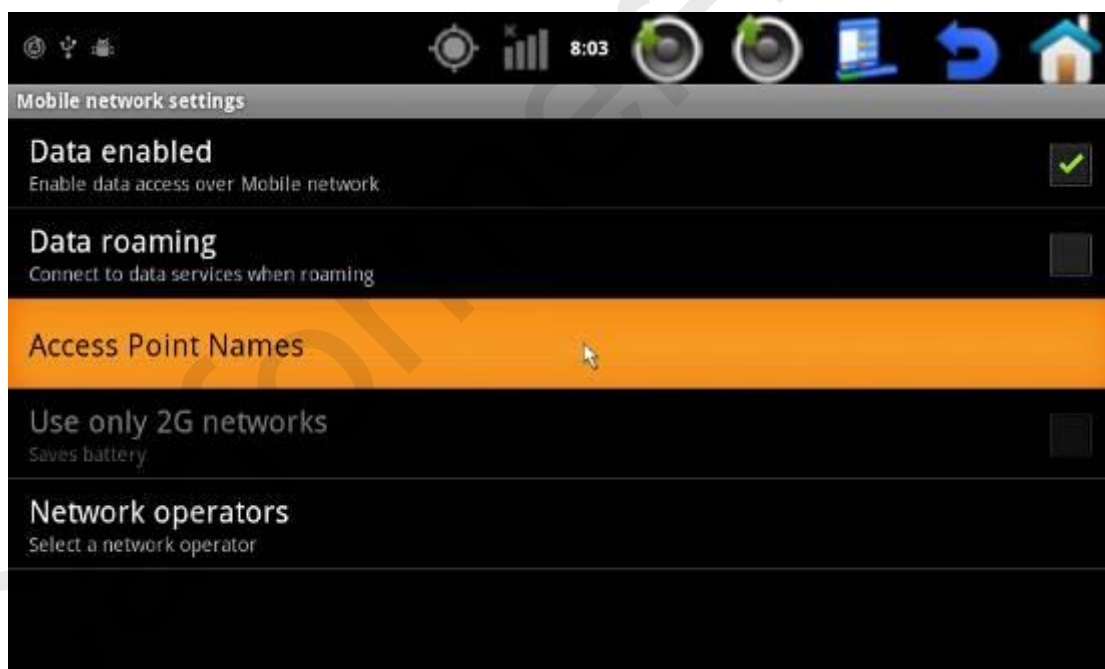 8:03
Mobile network settings
Data enabled
Enable data access over Mobile network
Data roaming
Connect to data services when roaming
Access Point Names
Use only 2G networks
Saves battery
Network operators
Select a network operator